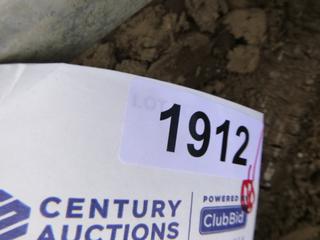 LOT
1912
CENTURY
AUCTIONS
POWERED
ClubBid